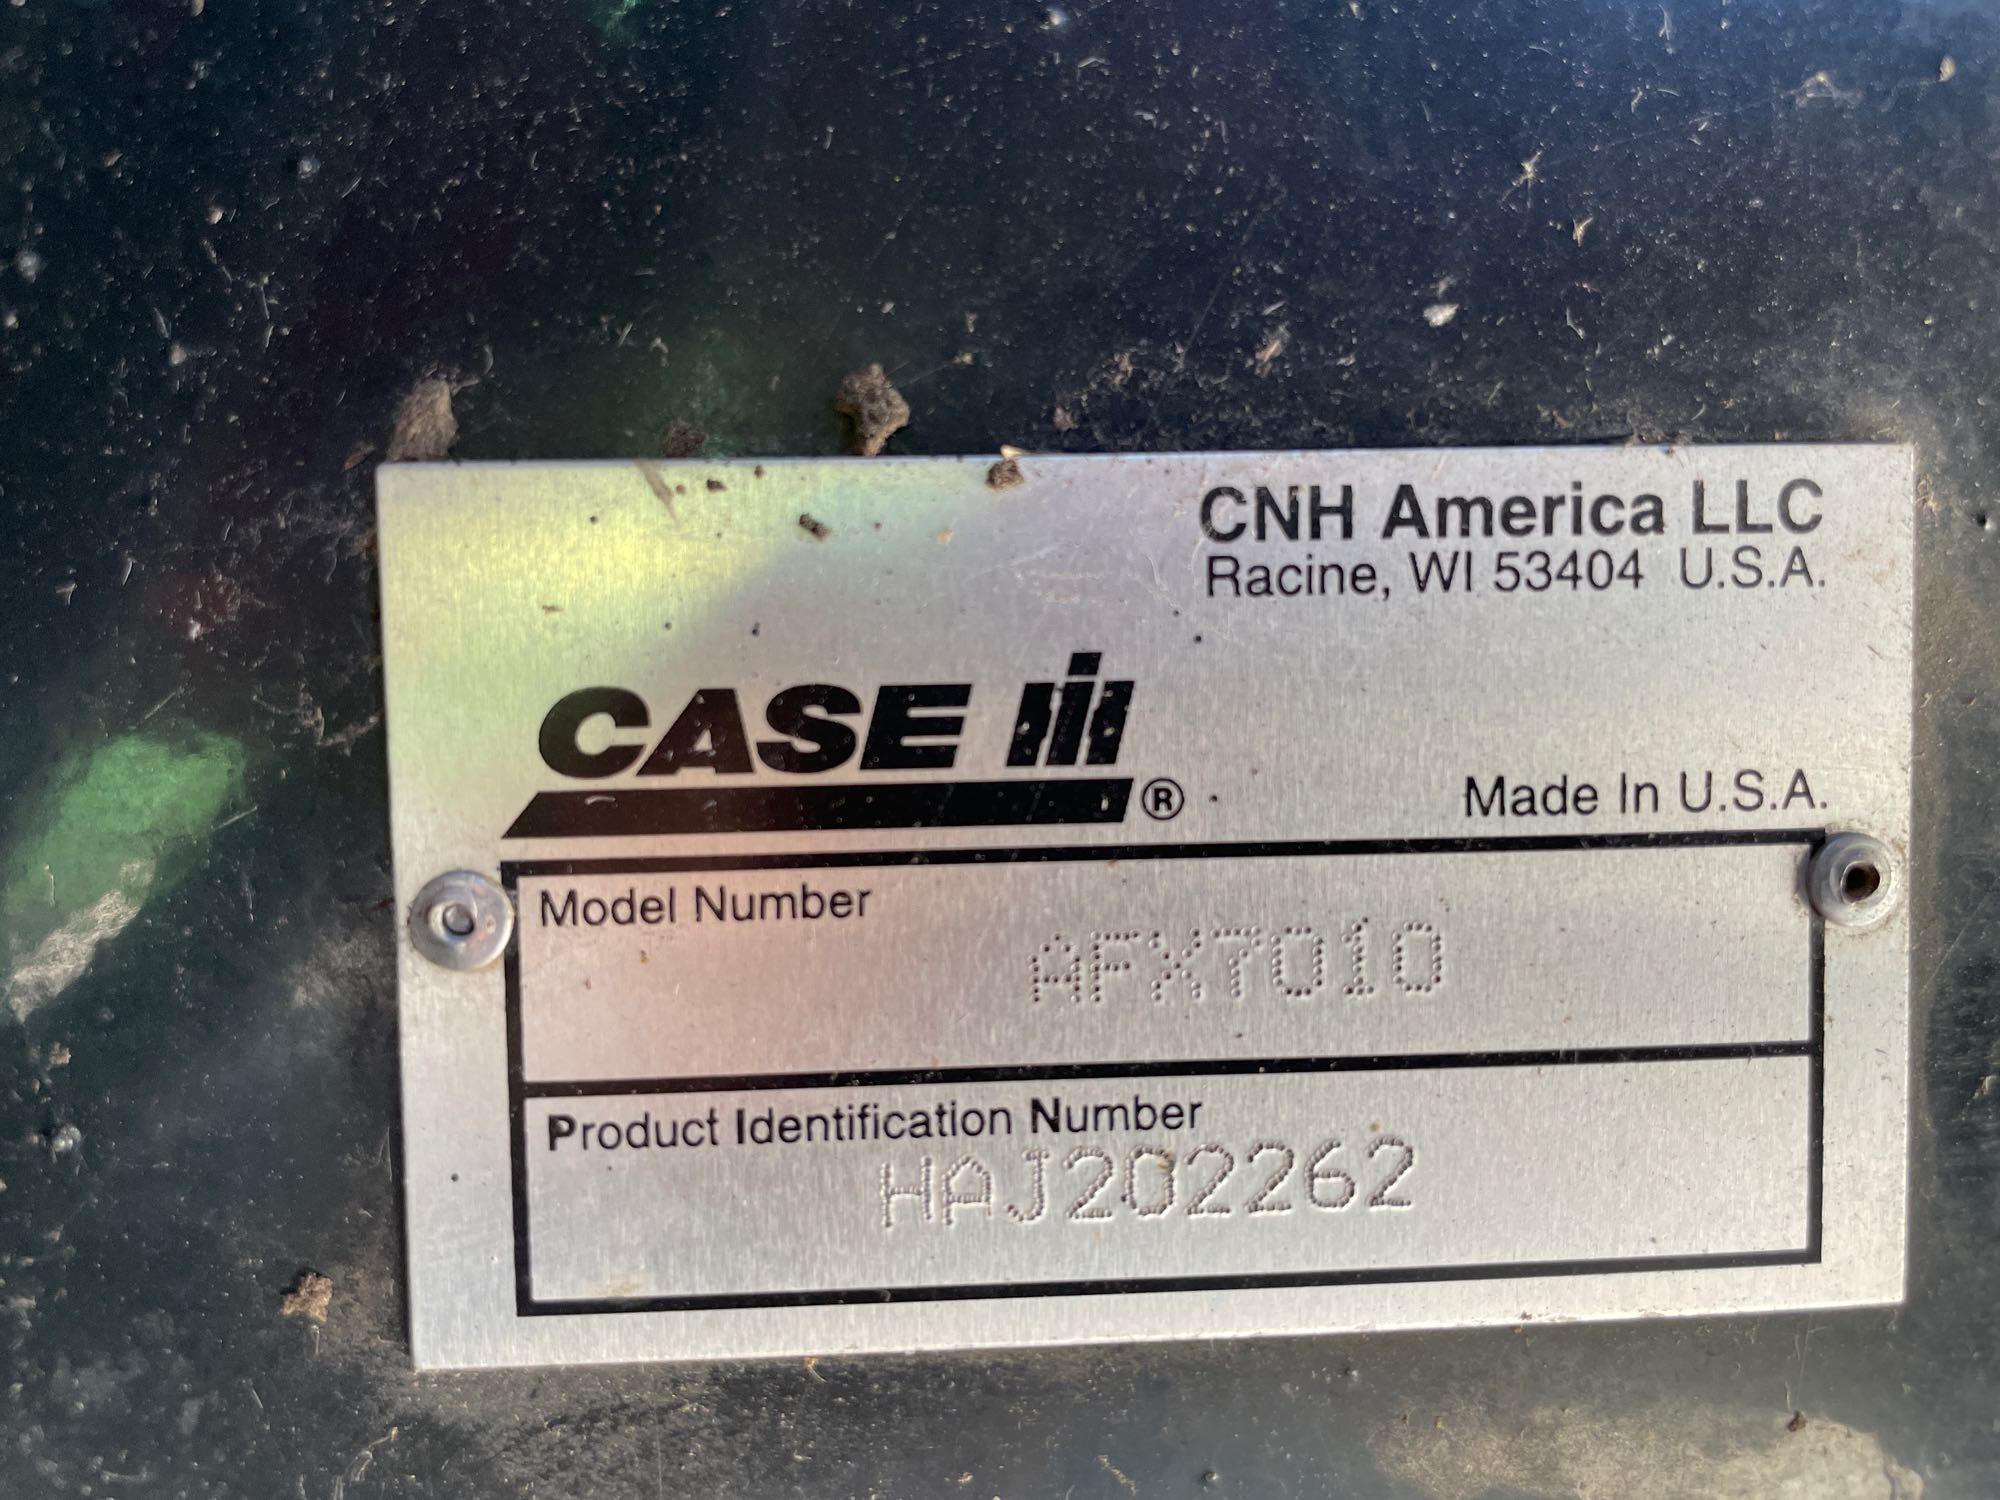 CNH America LLC
Racine, WI 53404 U.S.A.
CASE IH
®
Made In U.S.A.
Model Number
AFX7010
Product Identification Number
HAJ202262